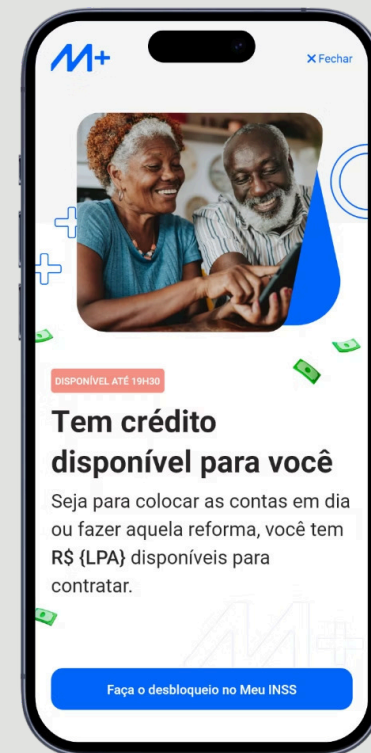 M+
X Fechar
DISPONÍVEL ATÉ 19H30
Tem crédito
disponível para você
Seja para colocar as contas em dia
ou fazer aquela reforma, você tem
R$ {LPA} disponíveis para
contratar.
Faça o desbloqueio no Meu INSS